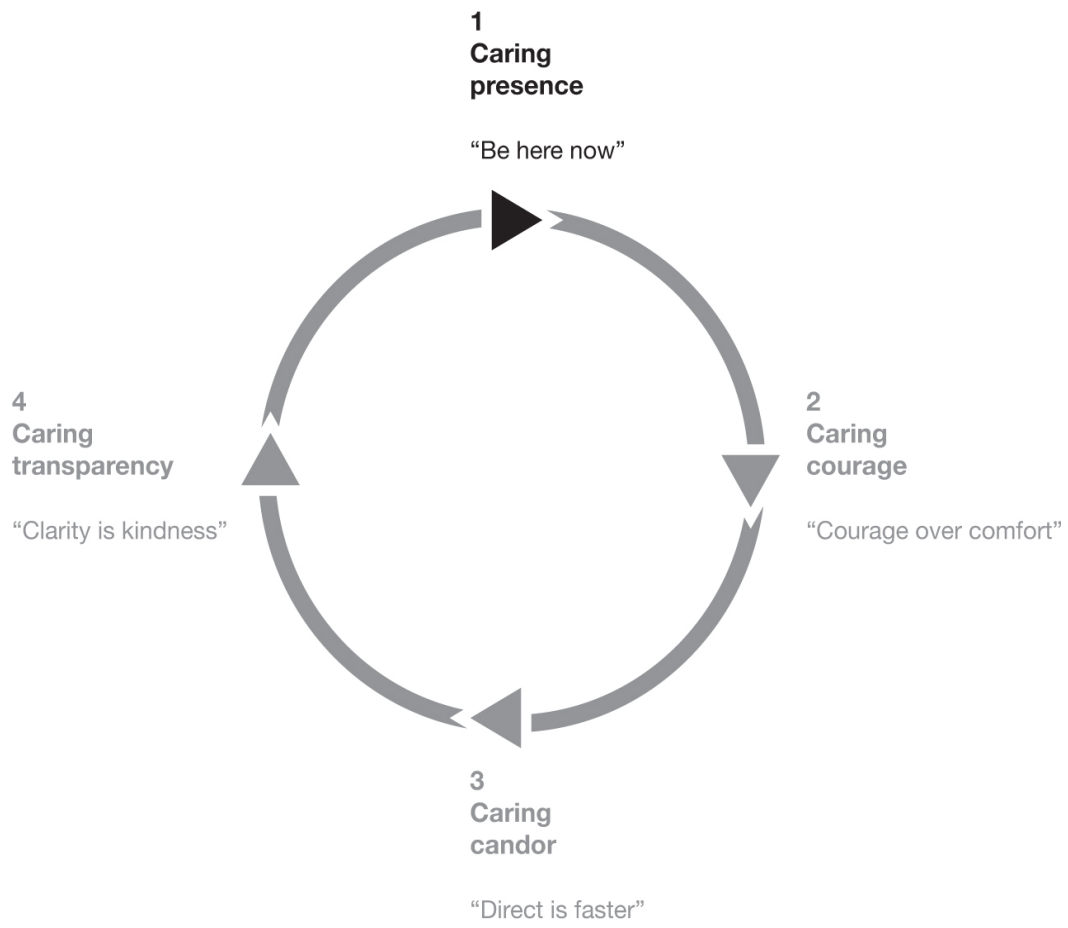 1
Caring
presence
“Be here now”
2
Caring
courage
“Courage over comfort”
3
Caring
candor
“Direct is faster”
4
Caring
transparency
“Clarity is kindness”